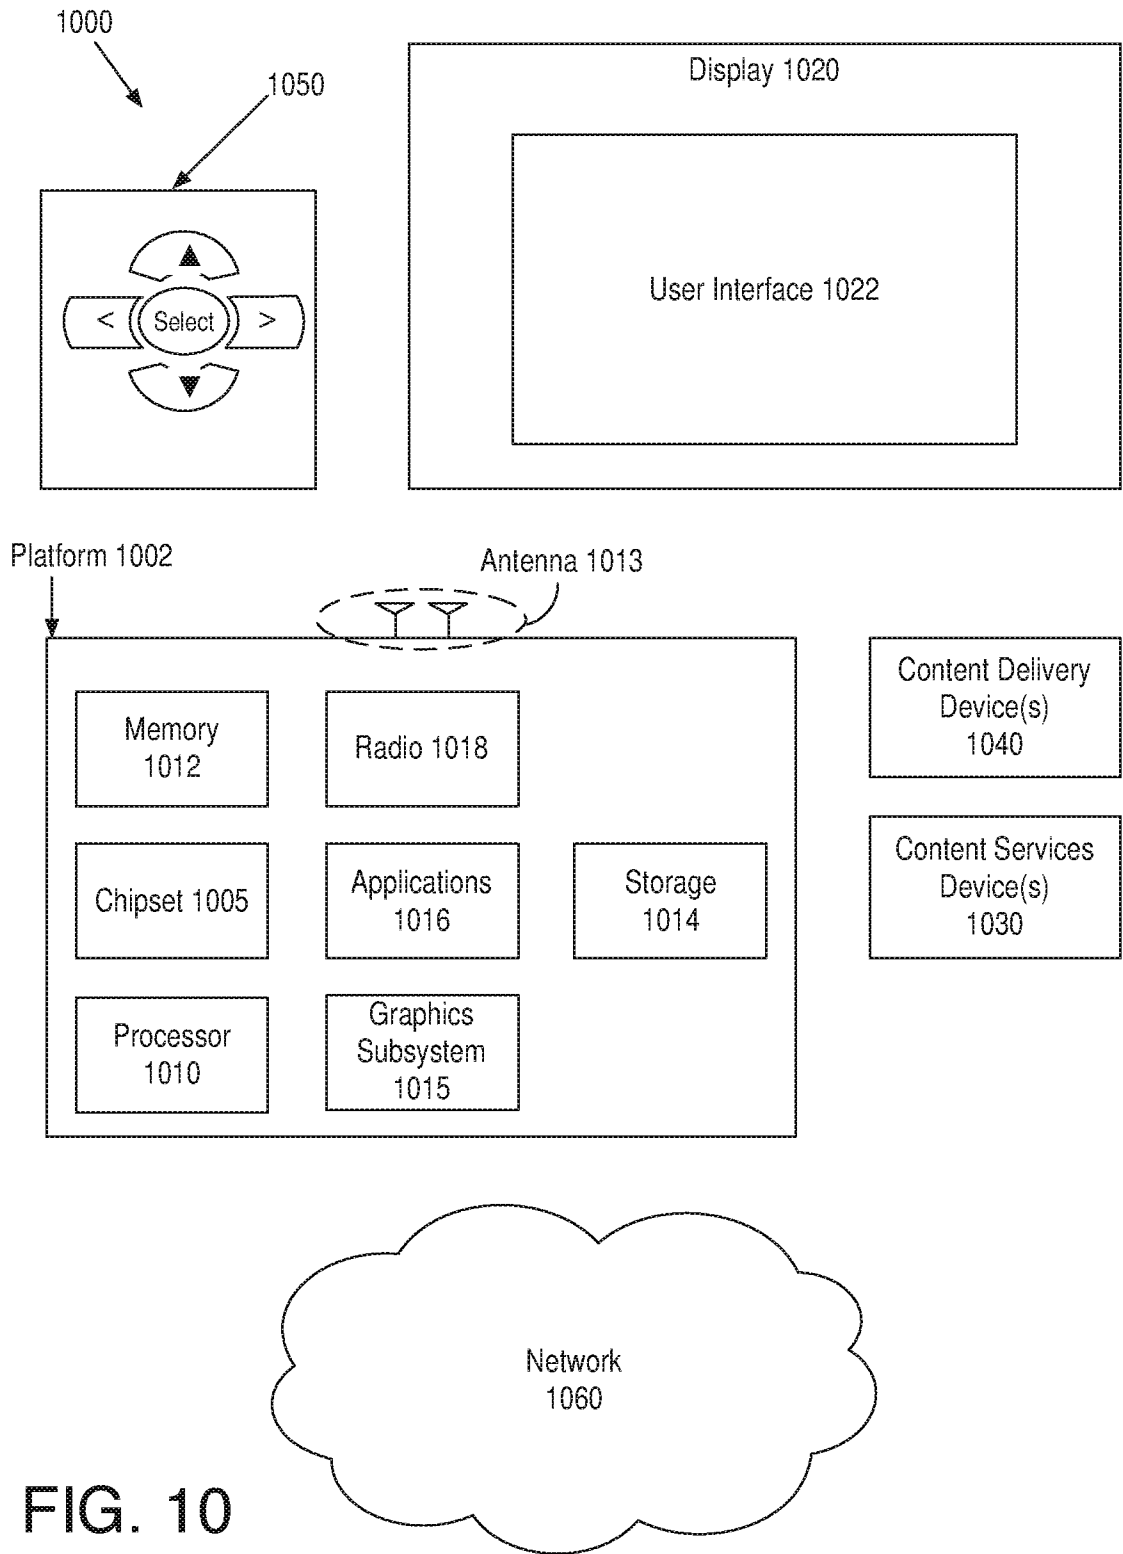 1000
1050
Display 1020
User Interface 1022
<
Select
>
Platform 1002
Antenna 1013
Memory
1012
Radio 1018
Content Delivery
Device(s)
1040
Chipset 1005
Applications
1016
Storage
1014
Content Services
Device(s)
1030
Processor
1010
Graphics
Subsystem
1015
Network
1060
FIG. 10